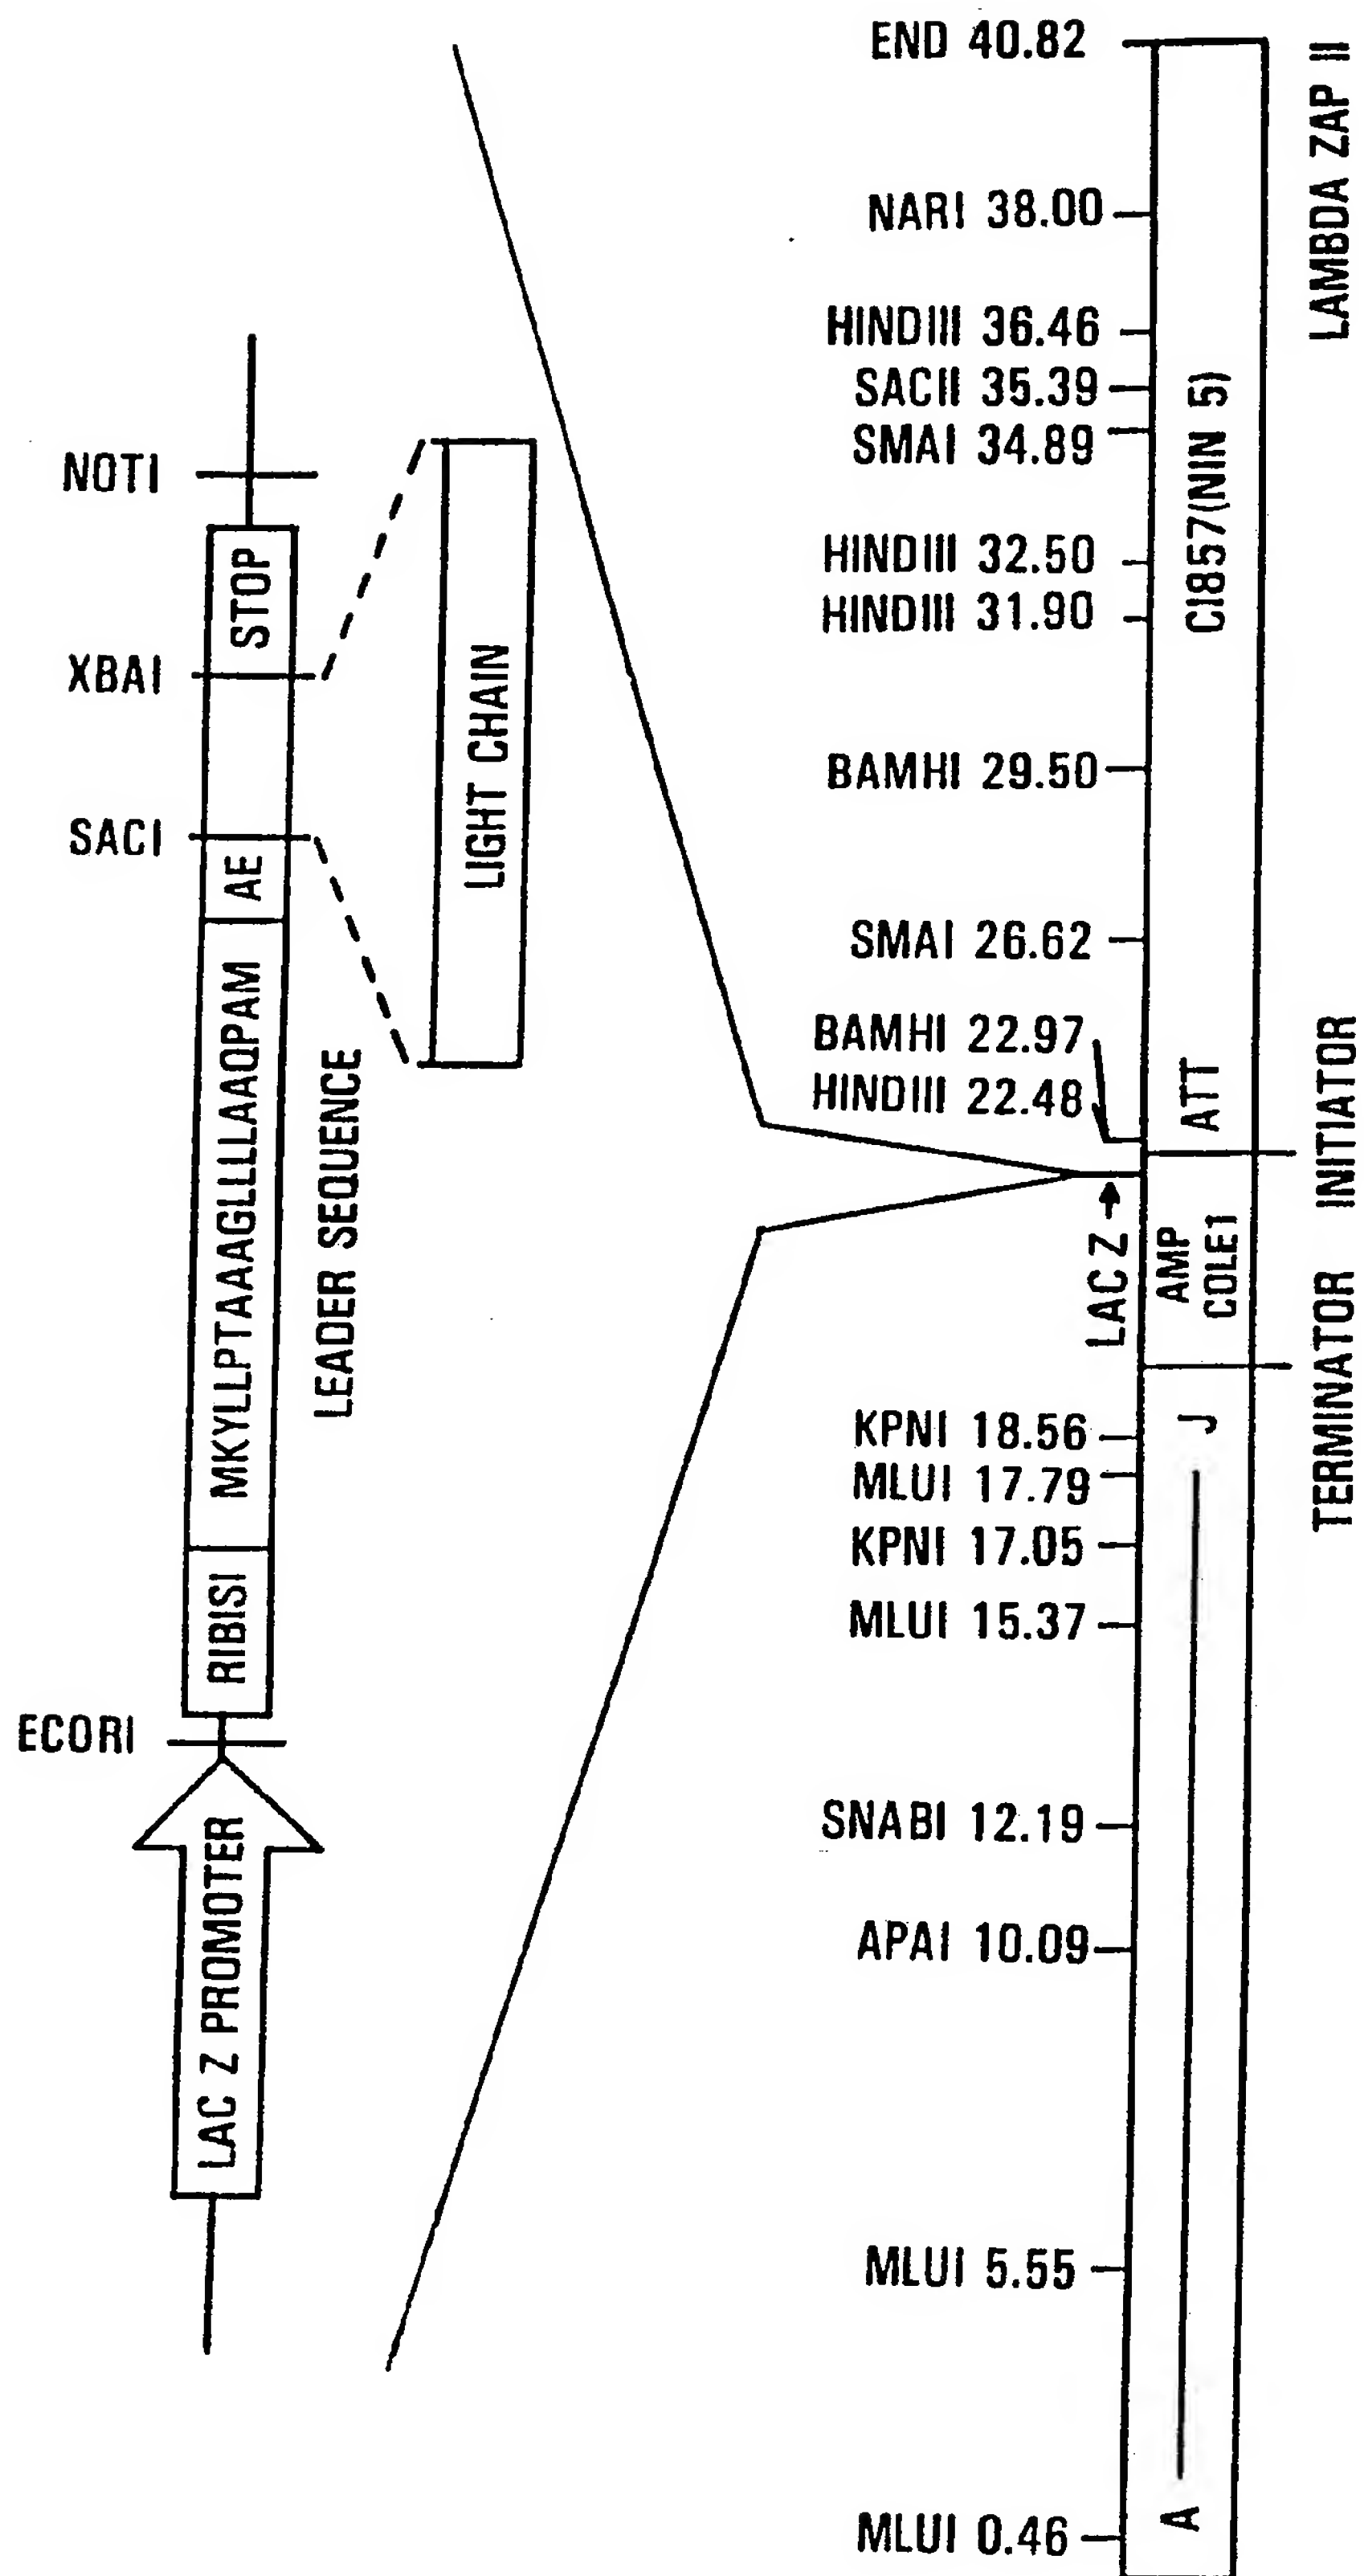 END 40.82
NARI 38.00
HINDIII 36.46
SACII 35.39
SMAI 34.89
HINDIII 32.50
HINDIII 31.90
BAMHI 29.50
SMAI 26.62
BAMHI 22.97
HINDIII 22.48
LAC Z
KPNI 18.56
MLUI 17.79
KPNI 17.05
MLUI 15.37
SNABI 12.19
APAI 10.09
MLUI 5.55
MLUI 0.46
A
J
AMP
COLE1
ATT
CI857(NIN 5)
TERMINATOR
INITIATOR
LAMBDA ZAP II
NOTI
XBAI
SACI
ECORI
LAC Z PROMOTER
RIBISI
MKYLLPTAAAGLLLLAAQPAM
AE
STOP
LEADER SEQUENCE
LIGHT CHAIN